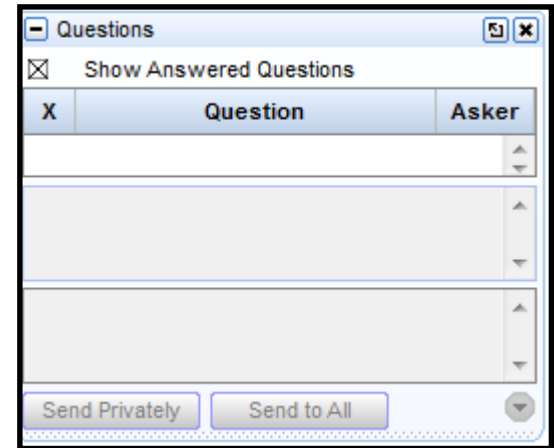 Questions
Show Answered Questions
X Question Asker
Send Privately Send to All